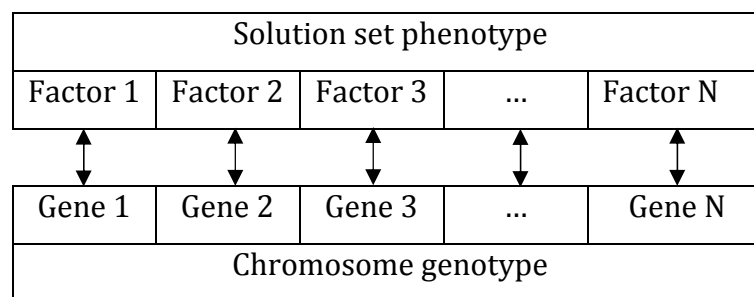 Solution set phenotype
Factor 1 Factor 2 Factor 3 ... Factor N
Gene 1 Gene 2 Gene 3 ... Gene N
Chromosome genotype